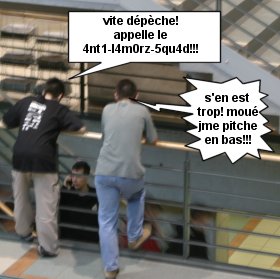 vite dépèche!
appelle le
4nt1-l4m0rz-5qu4d!!!
s'en est
trop! moué
jme pitche
en bas!!!